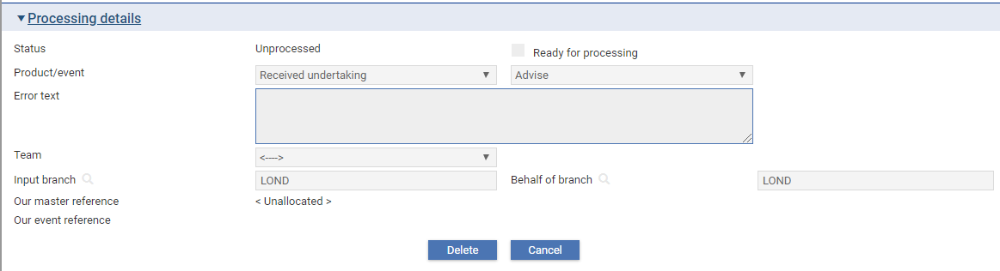 Processing details
Status Unprocessed Ready for processing
Product/event Received undertaking Advise
Error text
Team <---->
Input branch LOND Behalf of branch LOND
Our master reference < Unallocated >
Our event reference
Delete Cancel